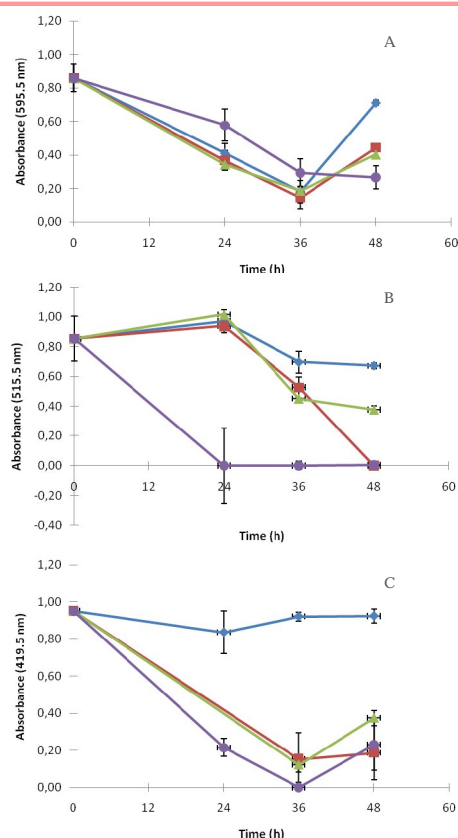 A
1,20
1,00
0,80
0,60
0,40
0,20
0,00
Absorbance (595.5 nm)
0 12 24 36 48 60
Time (h)
B
1,20
1,00
0,80
0,60
0,40
0,20
0,00
-0,20
-0,40
Absorbance (515.5 nm)
0 12 24 36 48 60
Time (h)
C
1,20
1,00
0,80
0,60
0,40
0,20
0,00
Absorbance (419.5 nm)
0 12 24 36 48 60
Time (h)